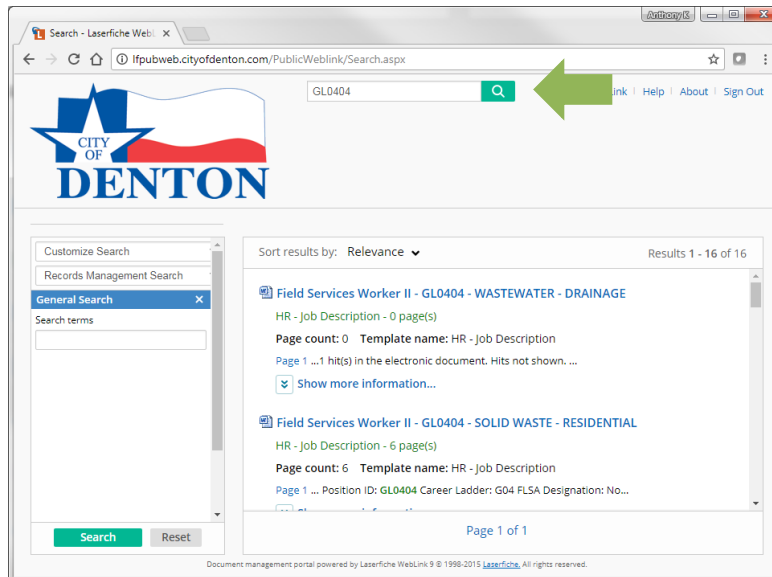 Anthony K
Search - Laserfiche WebL
lfpubweb.cityofdenton.com/PublicWeblink/Search.aspx
GL0404
ink | Help | About | Sign Out
CITY
OF
DENTON
Customize Search
Records Management Search
General Search
Search terms
Search Reset
Sort results by: Relevance Results 1 - 16 of 16
Field Services Worker II - GL0404 - WASTEWATER - DRAINAGE
HR - Job Description - 0 page(s)
Page count: 0 Template name: HR - Job Description
Page 1 ...1 hit(s) in the electronic document. Hits not shown. ...
Show more information...
Field Services Worker II - GL0404 - SOLID WASTE - RESIDENTIAL
HR - Job Description - 6 page(s)
Page count: 6 Template name: HR - Job Description
Page 1 ... Position ID: GL0404 Career Ladder: G04 FLSA Designation: No...
Page 1 of 1
Document management portal powered by Laserfiche WebLink 9 © 1998-2015 Laserfiche. All rights reserved.